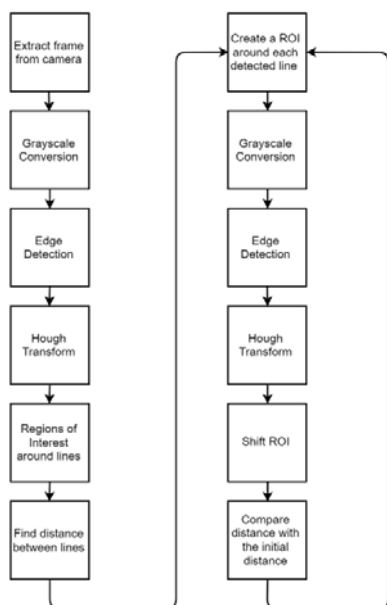 Extract frame
from camera
Grayscale
Conversion
Edge
Detection
Hough
Transform
Regions of
Interest
around lines
Find distance
between lines
Create a ROI
around each
detected line
Grayscale
Conversion
Edge
Detection
Hough
Transform
Shift ROI
Compare
distance with
the initial
distance